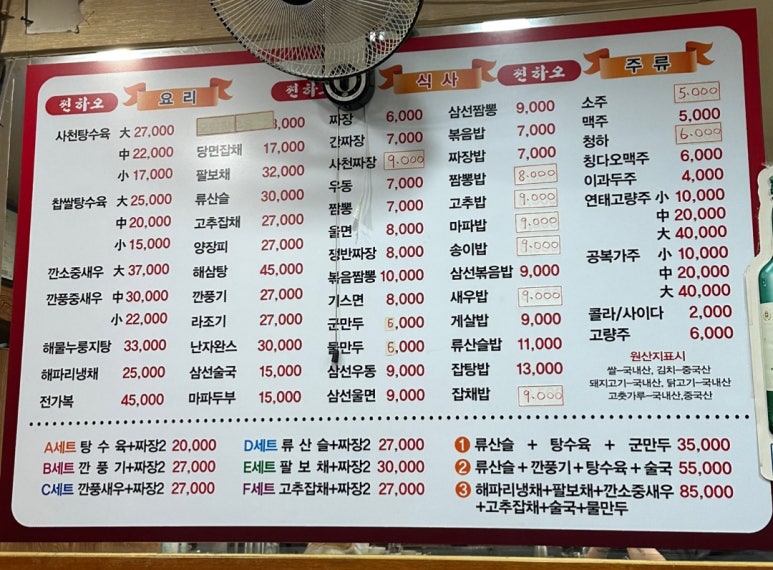 찐하오 요리 찐하오 식사 찐하오 주류
사천탕수육 大 27,000
中 22,000
小 17,000
찹쌀탕수육 大 25,000
中 20,000
小 15,000
깐소중새우 大 37,000
깐풍중새우 中 30,000
小 22,000
해물누룽지탕 33,000
해파리냉채 25,000
전가복 45,000
당면잡채 17,000
팔보채 32,000
류산슬 30,000
고추잡채 27,000
양장피 27,000
해삼탕 45,000
깐풍기 27,000
라조기 27,000
난자완스 30,000
삼선술국 15,000
마파두부 15,000
짜장 6,000
간짜장 7,000
사천짜장 9.000
우동 7,000
짬뽕 7,000
울면 8,000
쟁반짜장 8,000
볶음짬뽕 10,000
기스면 8,000
군만두 6,000
물만두 6,000
삼선우동 9,000
삼선울면 9,000
삼선짬뽕 9,000
볶음밥 7,000
짜장밥 7,000
짬뽕밥 8.000
고추밥 9.000
마파밥 9.000
송이밥 9.000
삼선볶음밥 9,000
새우밥 9.000
게살밥 9,000
류산슬밥 11,000
잡탕밥 13,000
잡채밥 9.000
소주 5.000
맥주 5,000
청하 6.000
칭다오맥주 6,000
이과두주 4,000
연태고량주 小 10,000
中 20,000
大 40,000
공복가주 小 10,000
中 20,000
大 40,000
콜라/사이다 2,000
고량주 6,000
원산지표시
쌀-국내산, 김치-중국산
돼지고기-국내산, 닭고기-국내산
고춧가루-국내산,중국산
A세트 탕수육+짜장2 20,000
B세트 깐풍기+짜장2 27,000
C세트 깐풍새우+짜장2 27,000
D세트 류산슬+짜장2 27,000
E세트 팔보채+짜장2 30,000
F세트 고추잡채+짜장2 27,000
1 류산슬 + 탕수육 + 군만두 35,000
2 류산슬+깐풍기+탕수육+술국 55,000
3 해파리냉채+팔보채+깐소중새우 85,000
+고추잡채+술국+물만두